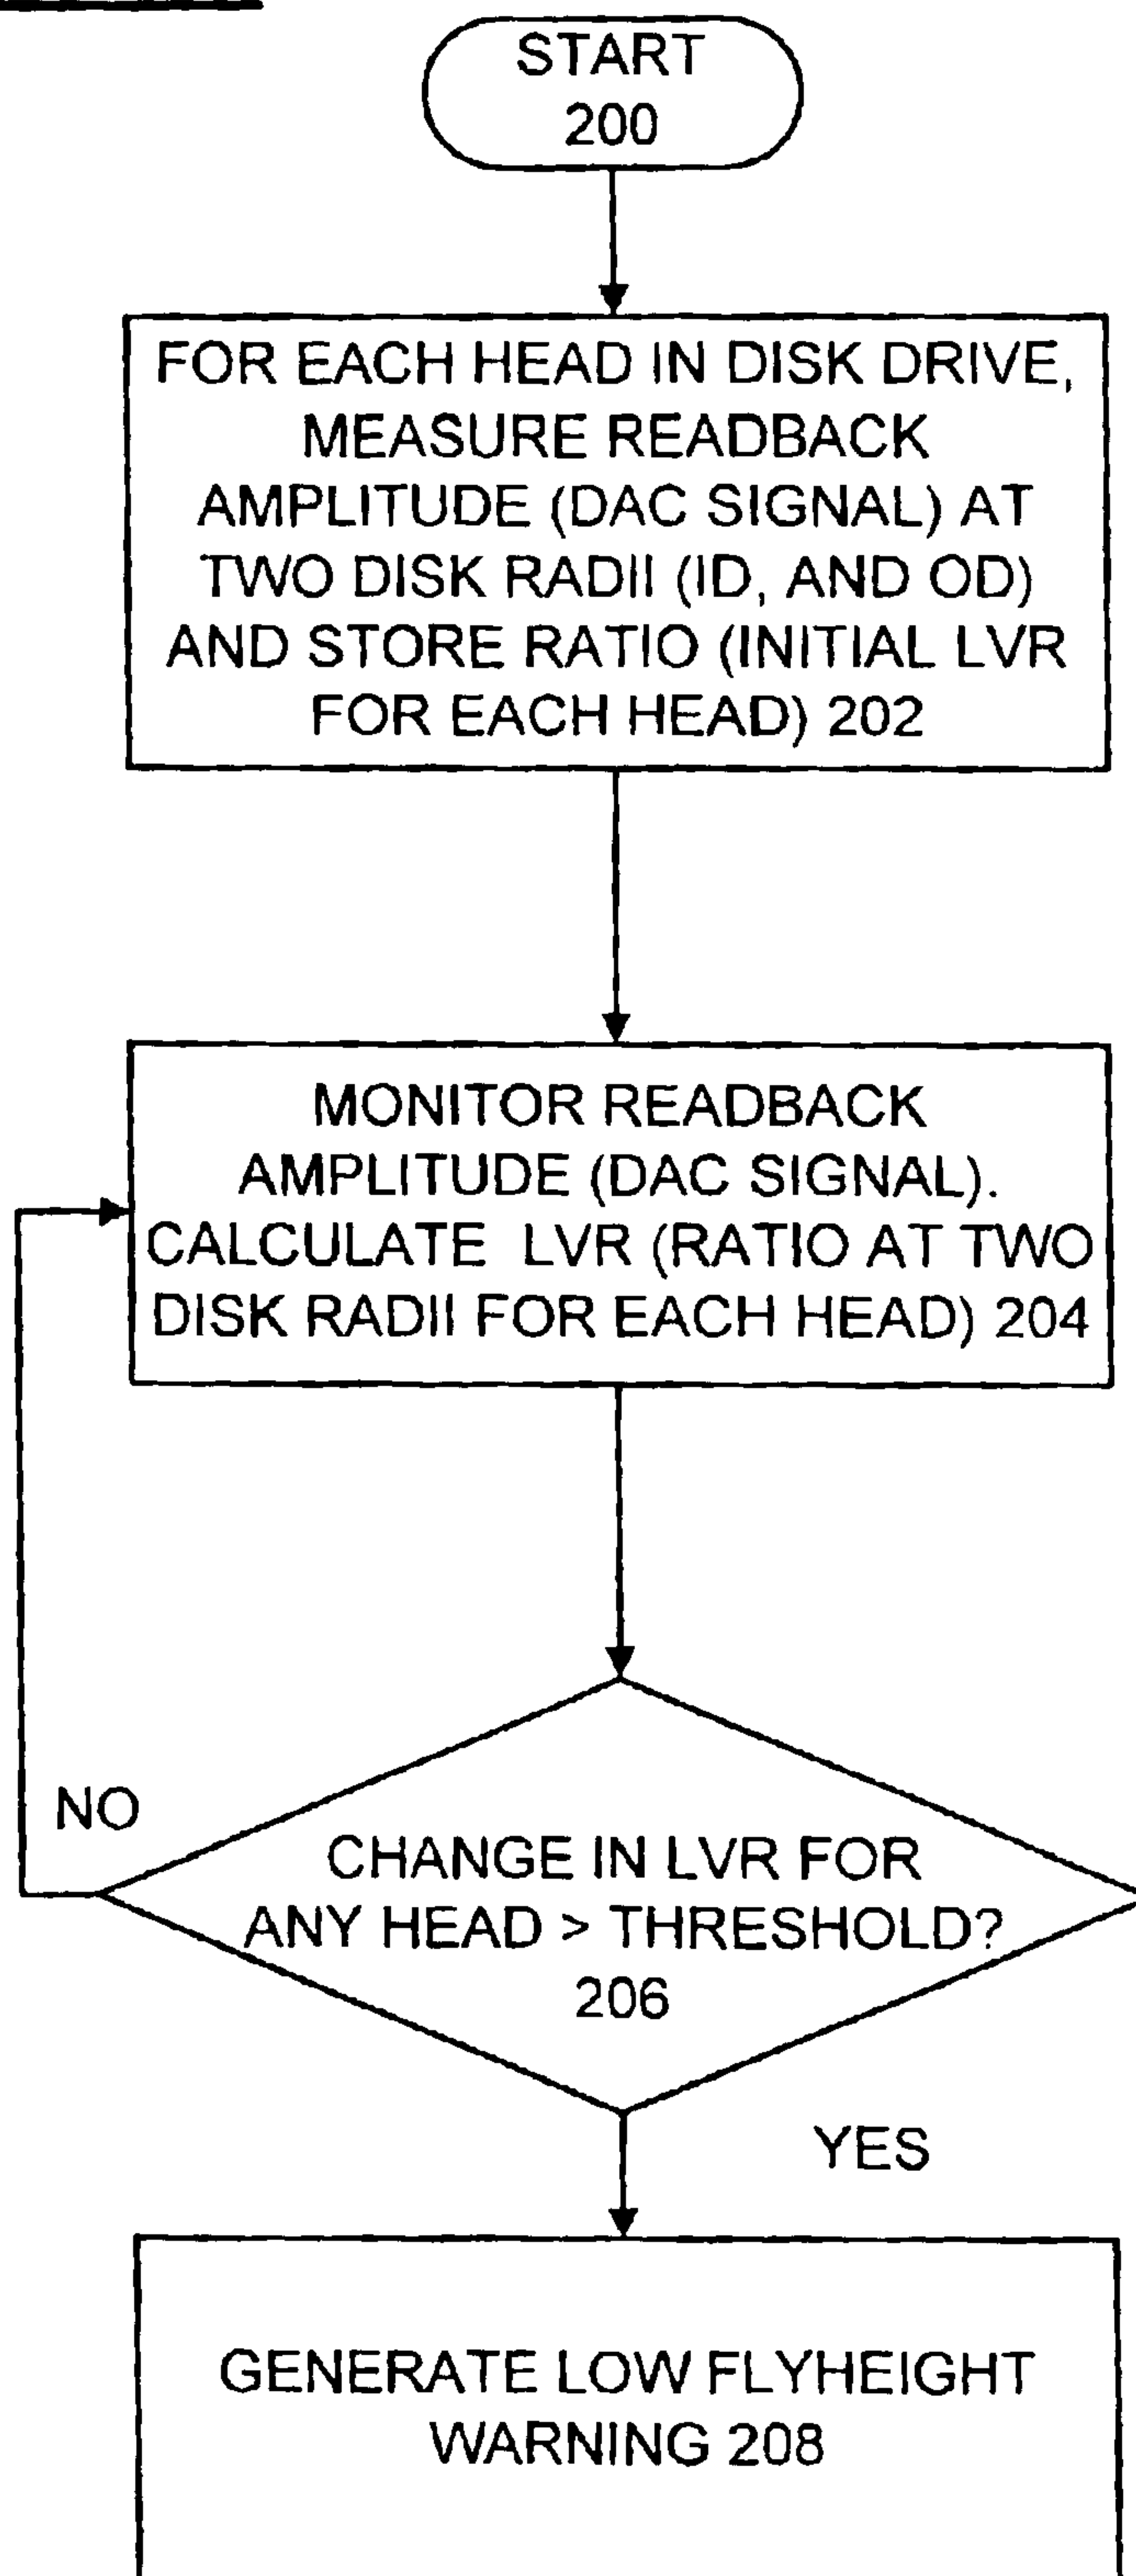 START
200
FOR EACH HEAD IN DISK DRIVE,
MEASURE READBACK
AMPLITUDE (DAC SIGNAL) AT
TWO DISK RADII (ID, AND OD)
AND STORE RATIO (INITIAL LVR
FOR EACH HEAD) 202
MONITOR READBACK
AMPLITUDE (DAC SIGNAL).
CALCULATE LVR (RATIO AT TWO
DISK RADII FOR EACH HEAD) 204
NO
CHANGE IN LVR FOR
ANY HEAD > THRESHOLD?
206
YES
GENERATE LOW FLYHEIGHT
WARNING 208